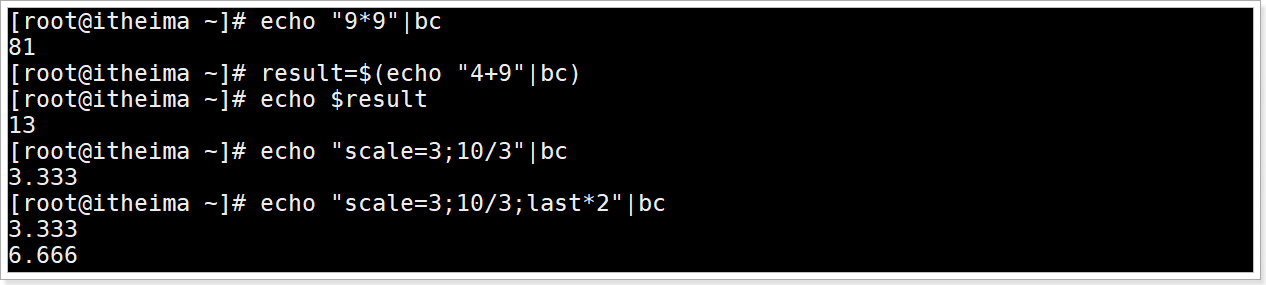 [root@itheima ~]# echo "9*9"|bc
81
[root@itheima ~]# result=$(echo "4+9"|bc)
[root@itheima ~]# echo $result
13
[root@itheima ~]# echo "scale=3;10/3"|bc
3.333
[root@itheima ~]# echo "scale=3;10/3;last*2"|bc
3.333
6.666